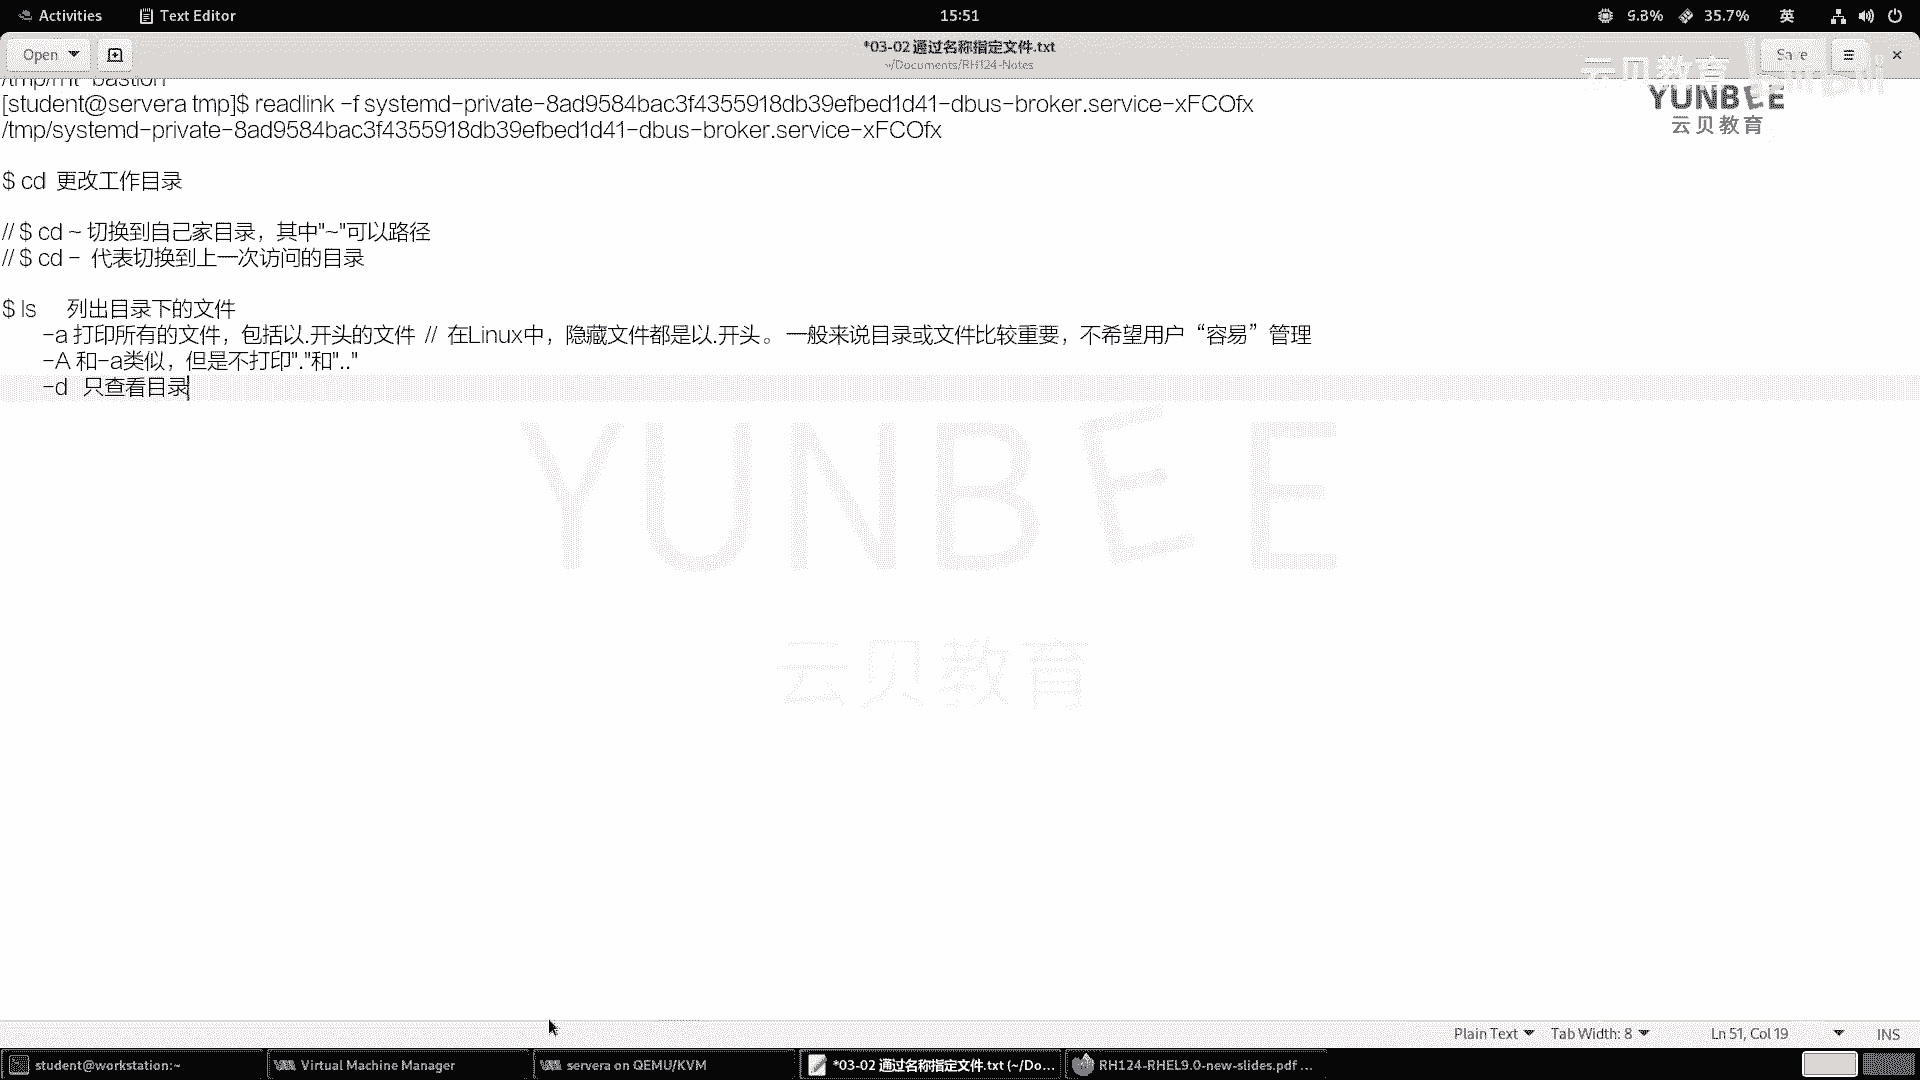 Activities
Text Editor
15:51
9.8%
35.7%
英
Open
*03-02 通过名称指定文件.txt
~/Documents/RH124-Notes
Save
云贝教育
YUNBEE
云贝教育
[student@servera tmp]$ readlink -f systemd-private-8ad9584bac3f4355918db39efbed1d41-dbus-broker.service-xFCOfx
/tmp/systemd-private-8ad9584bac3f4355918db39efbed1d41-dbus-broker.service-xFCOfx
$ cd 更改工作目录
// $ cd ~ 切换到自己家目录，其中"~"可以路径
// $ cd - 代表切换到上一次访问的目录
$ ls 列出目录下的文件
-a 打印所有的文件，包括以.开头的文件 // 在Linux中，隐藏文件都是以.开头。一般来说目录或文件比较重要，不希望用户“容易”管理
-A 和-a类似，但是不打印"."和".."
-d 只查看目录
YUNBEE
云贝教育
Plain Text
Tab Width: 8
Ln 51, Col 19
INS
student@workstation:~
Virtual Machine Manager
servera on QEMU/KVM
*03-02 通过名称指定文件.txt (~/Do...
RH124-RHEL9.0-new-slides.pdf ...